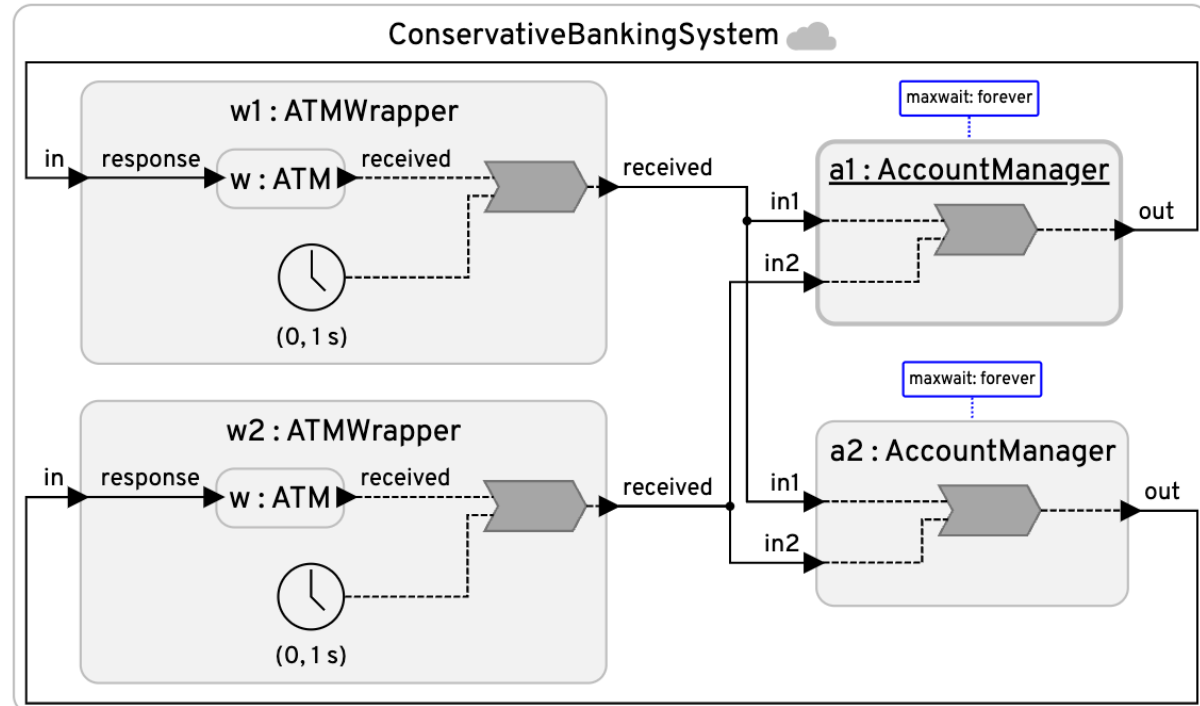 ConservativeBankingSystem
w1 : ATMWrapper
in
response
w : ATM
received
received
(0, 1 s)
maxwait: forever
a1 : AccountManager
in1
in2
out
w2 : ATMWrapper
in
response
w : ATM
received
received
(0, 1 s)
maxwait: forever
a2 : AccountManager
in1
in2
out